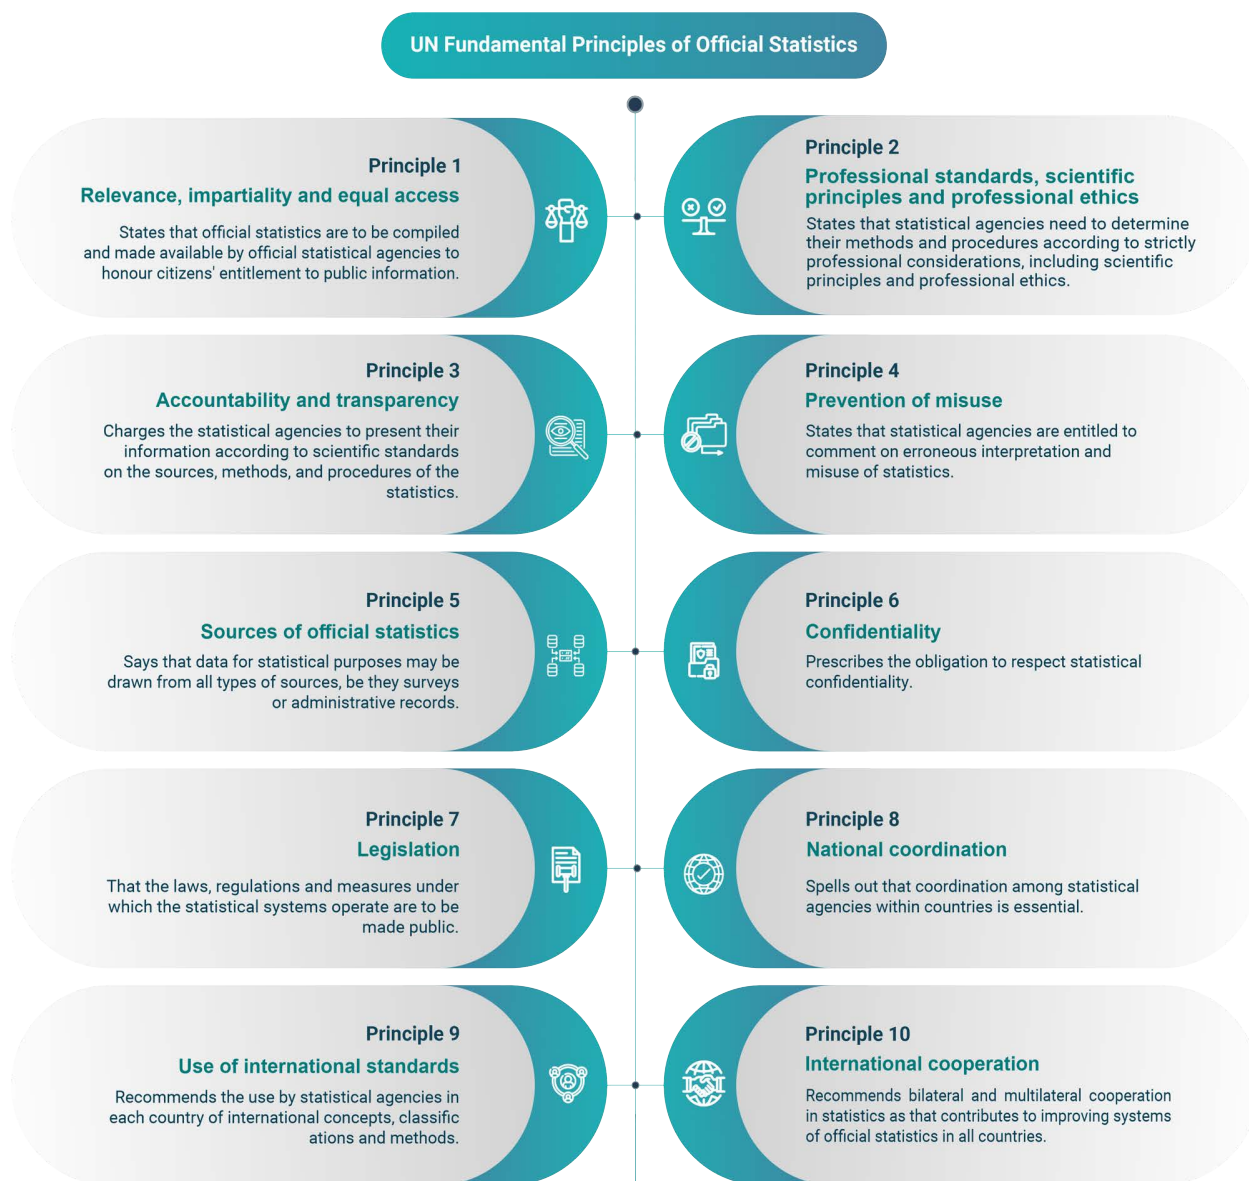 UN Fundamental Principles of Official Statistics
Principle 1
Relevance, impartiality and equal access
States that official statistics are to be compiled
and made available by official statistical agencies to
honour citizens' entitlement to public information.
Principle 2
Professional standards, scientific
principles and professional ethics
States that statistical agencies need to determine
their methods and procedures according to strictly
professional considerations, including scientific
principles and professional ethics.
Principle 3
Accountability and transparency
Charges the statistical agencies to present their
information according to scientific standards
on the sources, methods, and procedures of the
statistics.
Principle 4
Prevention of misuse
States that statistical agencies are entitled to
comment on erroneous interpretation and
misuse of statistics.
Principle 5
Sources of official statistics
Says that data for statistical purposes may be
drawn from all types of sources, be they surveys
or administrative records.
Principle 6
Confidentiality
Prescribes the obligation to respect statistical
confidentiality.
Principle 7
Legislation
That the laws, regulations and measures under
which the statistical systems operate are to be
made public.
Principle 8
National coordination
Spells out that coordination among statistical
agencies within countries is essential.
Principle 9
Use of international standards
Recommends the use by statistical agencies in
each country of international concepts, classific
ations and methods.
Principle 10
International cooperation
Recommends bilateral and multilateral cooperation
in statistics as that contributes to improving systems
of official statistics in all countries.